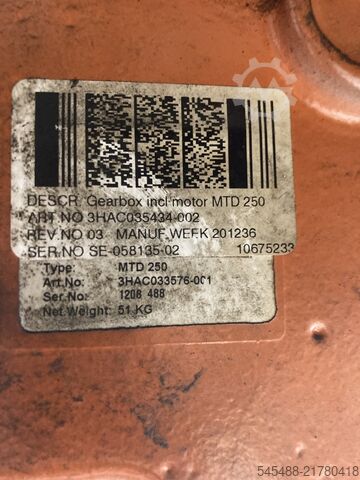 DESCR. Gearbox incl motor MTD 250
ART NO 3HAC035434-002
REV NO 03 MANUF WEEK 201236
SER NO SE-058135-02 10675233
Type: MTD 250
Art.No: 3HAC033576-001
Ser.No: 1208 488
Net Weight: 51 KG
545488-21780418